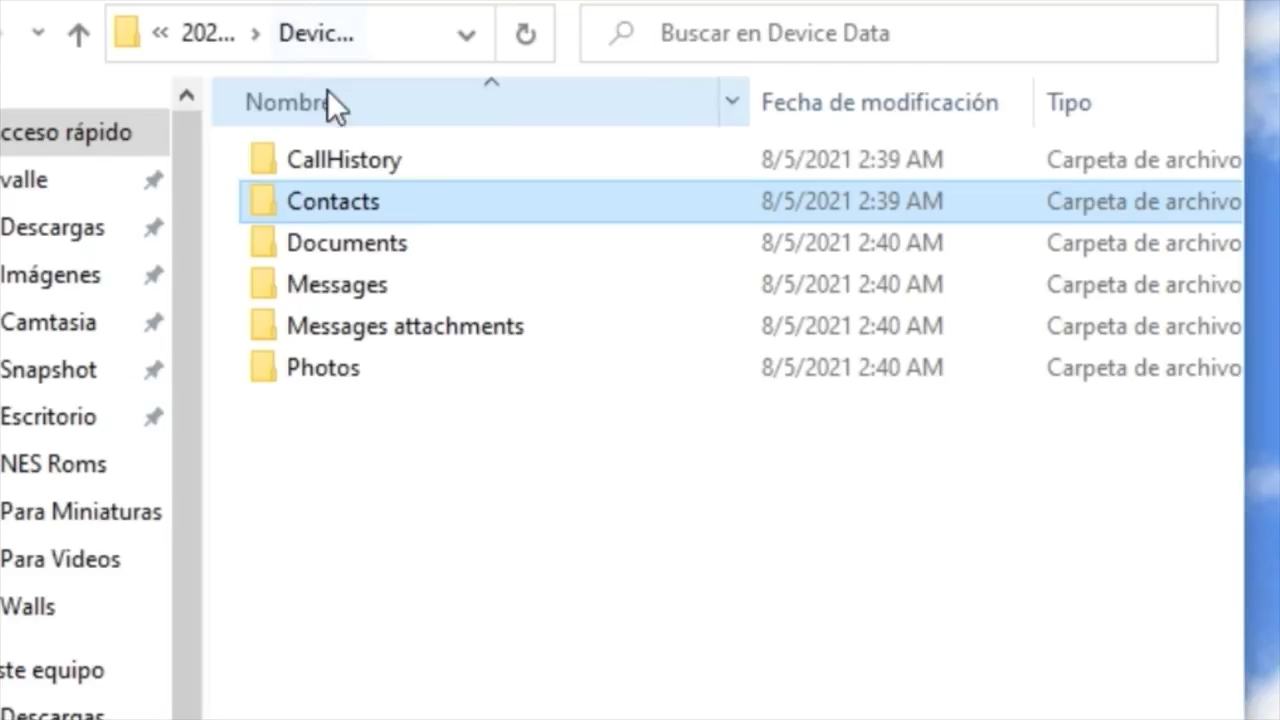 « 202... › Devic...
Buscar en Device Data
Nombre
Fecha de modificación
Tipo
CallHistory 8/5/2021 2:39 AM Carpeta de archivo
Contacts 8/5/2021 2:39 AM Carpeta de archivo
Documents 8/5/2021 2:40 AM Carpeta de archivo
Messages 8/5/2021 2:40 AM Carpeta de archivo
Messages attachments 8/5/2021 2:40 AM Carpeta de archivo
Photos 8/5/2021 2:40 AM Carpeta de archivo
cceso rápido
valle
Descargas
Imágenes
Camtasia
Snapshot
Escritorio
NES Roms
Para Miniaturas
Para Videos
Walls
ste equipo
Descargas